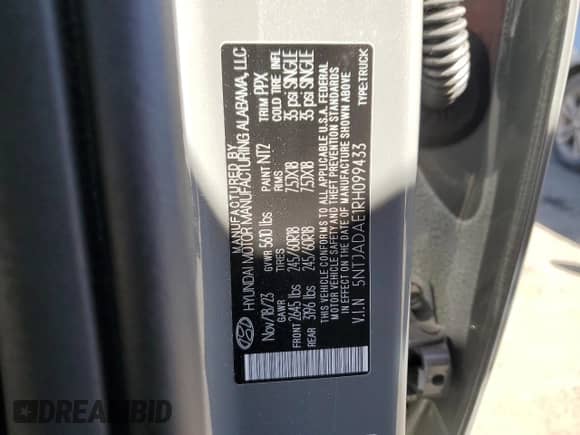 MANUFACTURED BY
HYUNDAI MOTOR MANUFACTURING ALABAMA, LLC
Nov/18/23 GVWR 5610 lbs PAINT NT2 TRIM PPX
GAWR TIRES RIMS COLD TIRE INFL
FRONT 2645 lbs 245/60R18 7.5JX18 35 psi SINGLE
REAR 3196 lbs 245/60R18 7.5JX18 35 psi SINGLE
THIS VEHICLE CONFORMS TO ALL APPLICABLE U.S.A. FEDERAL
MOTOR VEHICLE SAFETY AND THEFT PREVENTION STANDARDS
IN EFFECT ON THE DATE OF MANUFACTURE SHOWN ABOVE
V.I.N 5NTJADAE1RH099433 TYPE:TRUCK
DREAMBID